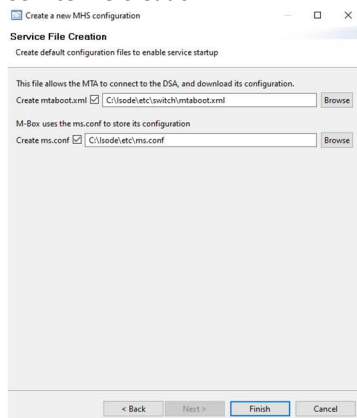 Create a new MHS configuration
Service File Creation
Create default configuration files to enable service startup
This file allows the MTA to connect to the DSA, and download its configuration.
Create mtaboot.xml C:\Isode\etc\switch\mtaboot.xml Browse
M-Box uses the ms.conf to store its configuration
Create ms.conf C:\Isode\etc\ms.conf Browse
< Back Next > Finish Cancel